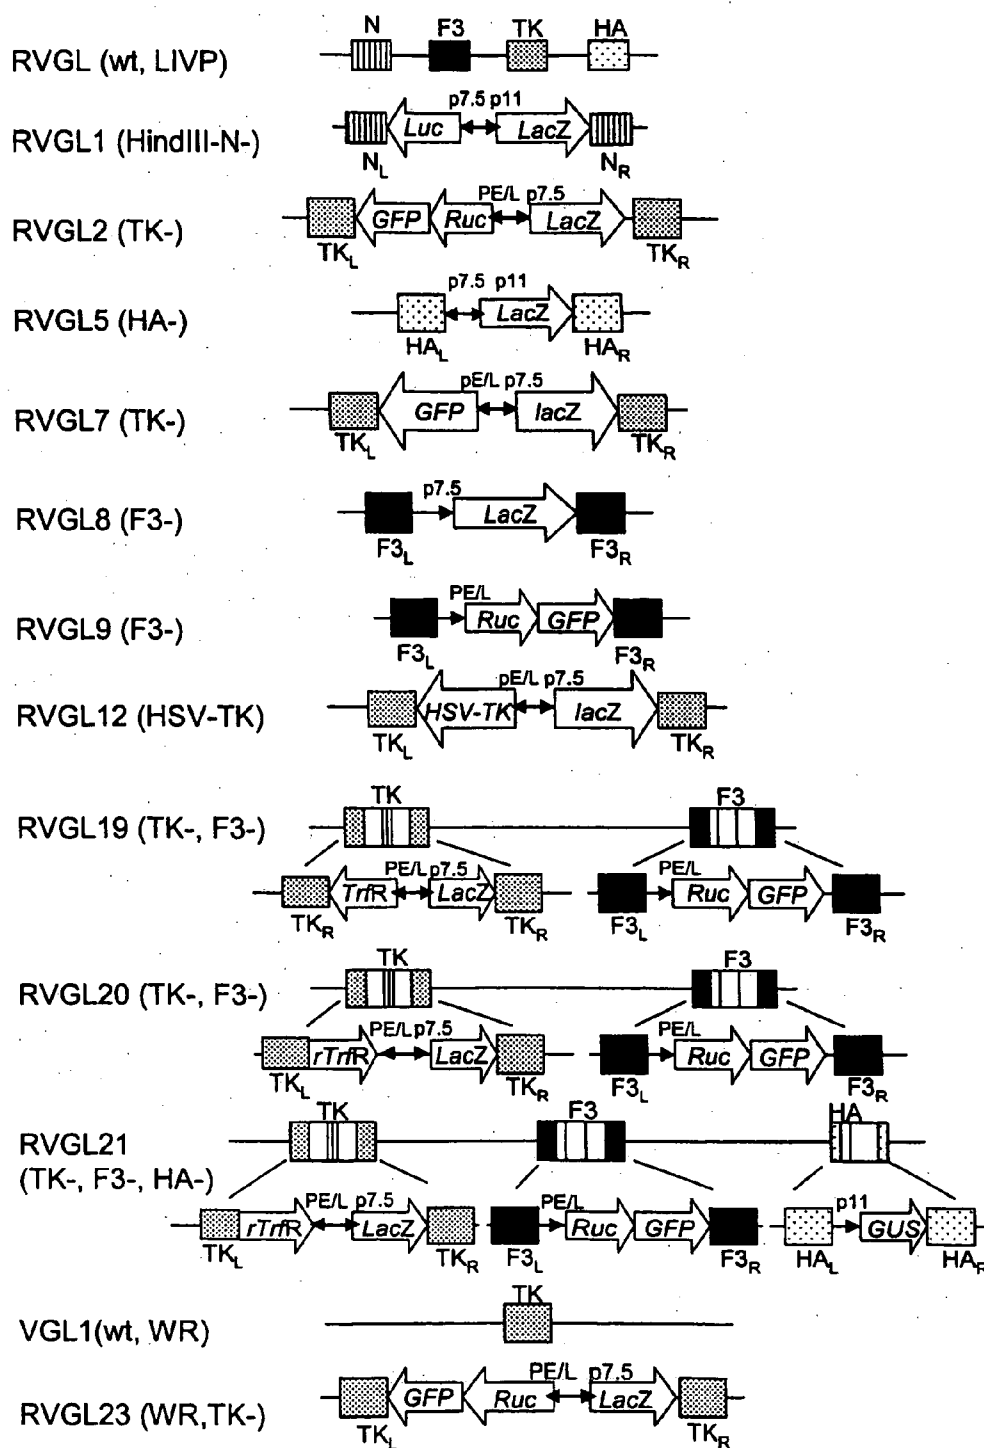 N F3 TK HA
RVGL (wt, LIVP)
p7.5 p11
RVGL1 (HindIII-N-) Luc LacZ
NL NR
PE/L p7.5
RVGL2 (TK-) GFP Ruc LacZ
TKL TKR
p7.5 p11
RVGL5 (HA-) LacZ
HAL HAR
pE/L p7.5
RVGL7 (TK-) GFP lacZ
TKL TKR
p7.5
RVGL8 (F3-) LacZ
F3L F3R
PE/L
RVGL9 (F3-) Ruc GFP
F3L F3R
pE/L p7.5
RVGL12 (HSV-TK) HSV-TK lacZ
TKL TKR
TK F3
RVGL19 (TK-, F3-)
PE/L p7.5 PE/L
TrfR LacZ Ruc GFP
TKR TKR F3L F3R
TK F3
RVGL20 (TK-, F3-)
PE/L p7.5 PE/L
rTrfR LacZ Ruc GFP
TKL TKR F3L F3R
TK F3 HA
RVGL21
(TK-, F3-, HA-)
PE/L p7.5 PE/L p11
rTrfR LacZ Ruc GFP GUS
TKL TKR F3L F3R HAL HAR
TK
VGL1(wt, WR)
PE/L p7.5
RVGL23 (WR,TK-) GFP Ruc LacZ
TKL TKR